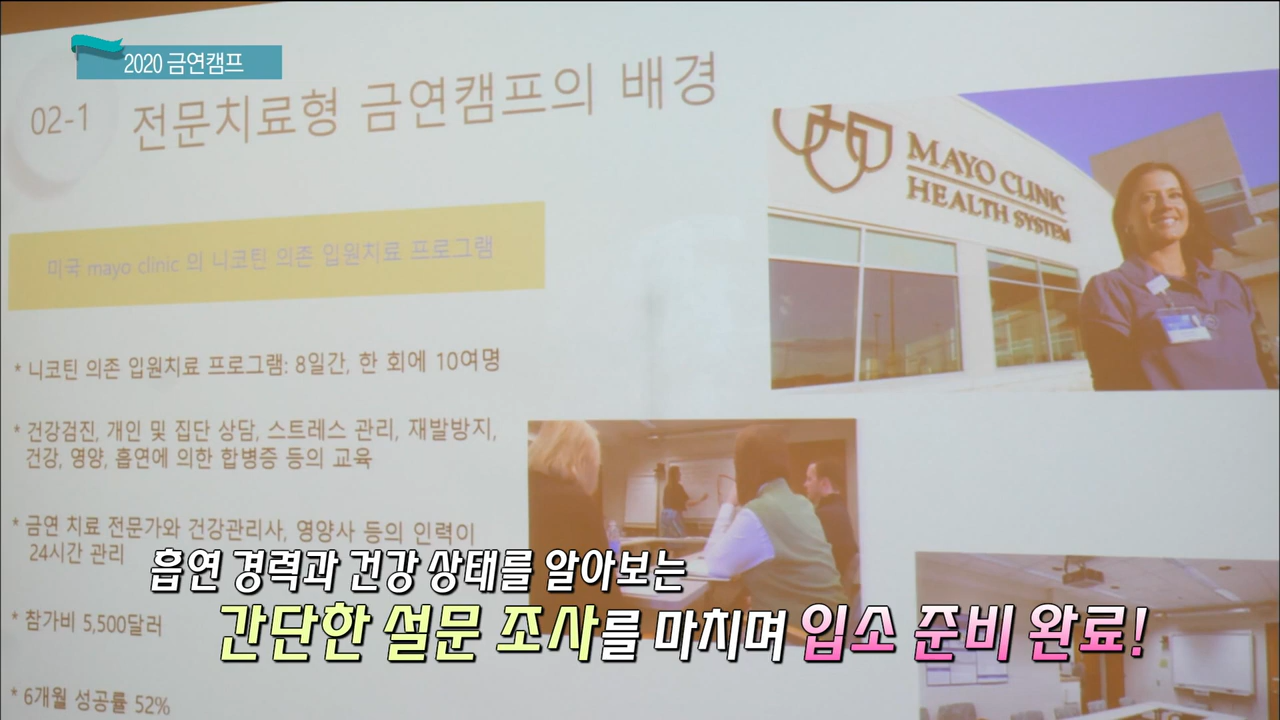 2020 금연캠프
02-1 전문치료형 금연캠프의 배경
미국 mayo clinic 의 니코틴 의존 입원치료 프로그램
MAYO CLINIC
HEALTH SYSTEM
* 니코틴 의존 입원치료 프로그램: 8일간, 한 회에 10여명
* 건강검진, 개인 및 집단 상담, 스트레스 관리, 재발방지,
건강, 영양, 흡연에 의한 합병증 등의 교육
* 금연 치료 전문가와 건강관리사, 영양사 등의 인력이
24시간 관리
* 참가비 5,500달러
* 6개월 성공률 52%
흡연 경력과 건강 상태를 알아보는
간단한 설문 조사를 마치며 입소 준비 완료!